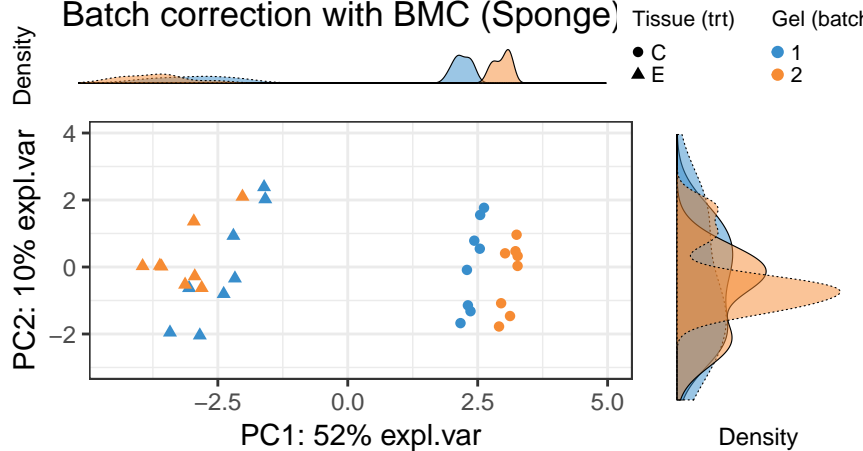 Batch correction with BMC (Sponge)
Tissue (trt)
C
E
Gel (batch
1
2
Density
PC2: 10% expl.var
4
2
0
−2
−2.5
0.0
2.5
5.0
PC1: 52% expl.var
Density